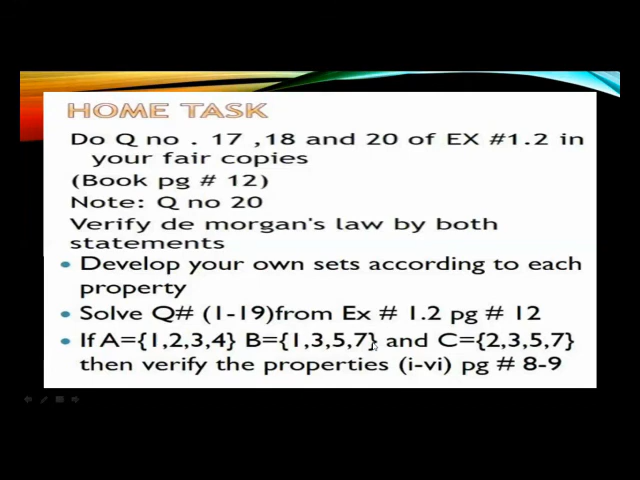 HOME TASK
Do Q no . 17 ,18 and 20 of EX #1.2 in
your fair copies
(Book pg # 12)
Note: Q no 20
Verify de morgan's law by both
statements
• Develop your own sets according to each
property
• Solve Q# (1-19)from Ex # 1.2 pg # 12
• If A={1,2,3,4} B={1,3,5,7} and C={2,3,5,7}
then verify the properties (i-vi) pg # 8-9